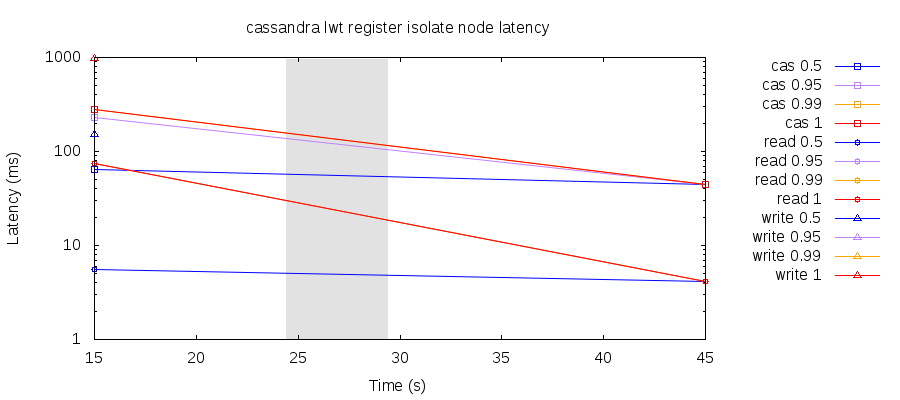 cassandra lwt register isolate node latency
1000
100
10
1
Latency (ms)
15 20 25 30 35 40 45
Time (s)
cas 0.5
cas 0.95
cas 0.99
cas 1
read 0.5
read 0.95
read 0.99
read 1
write 0.5
write 0.95
write 0.99
write 1